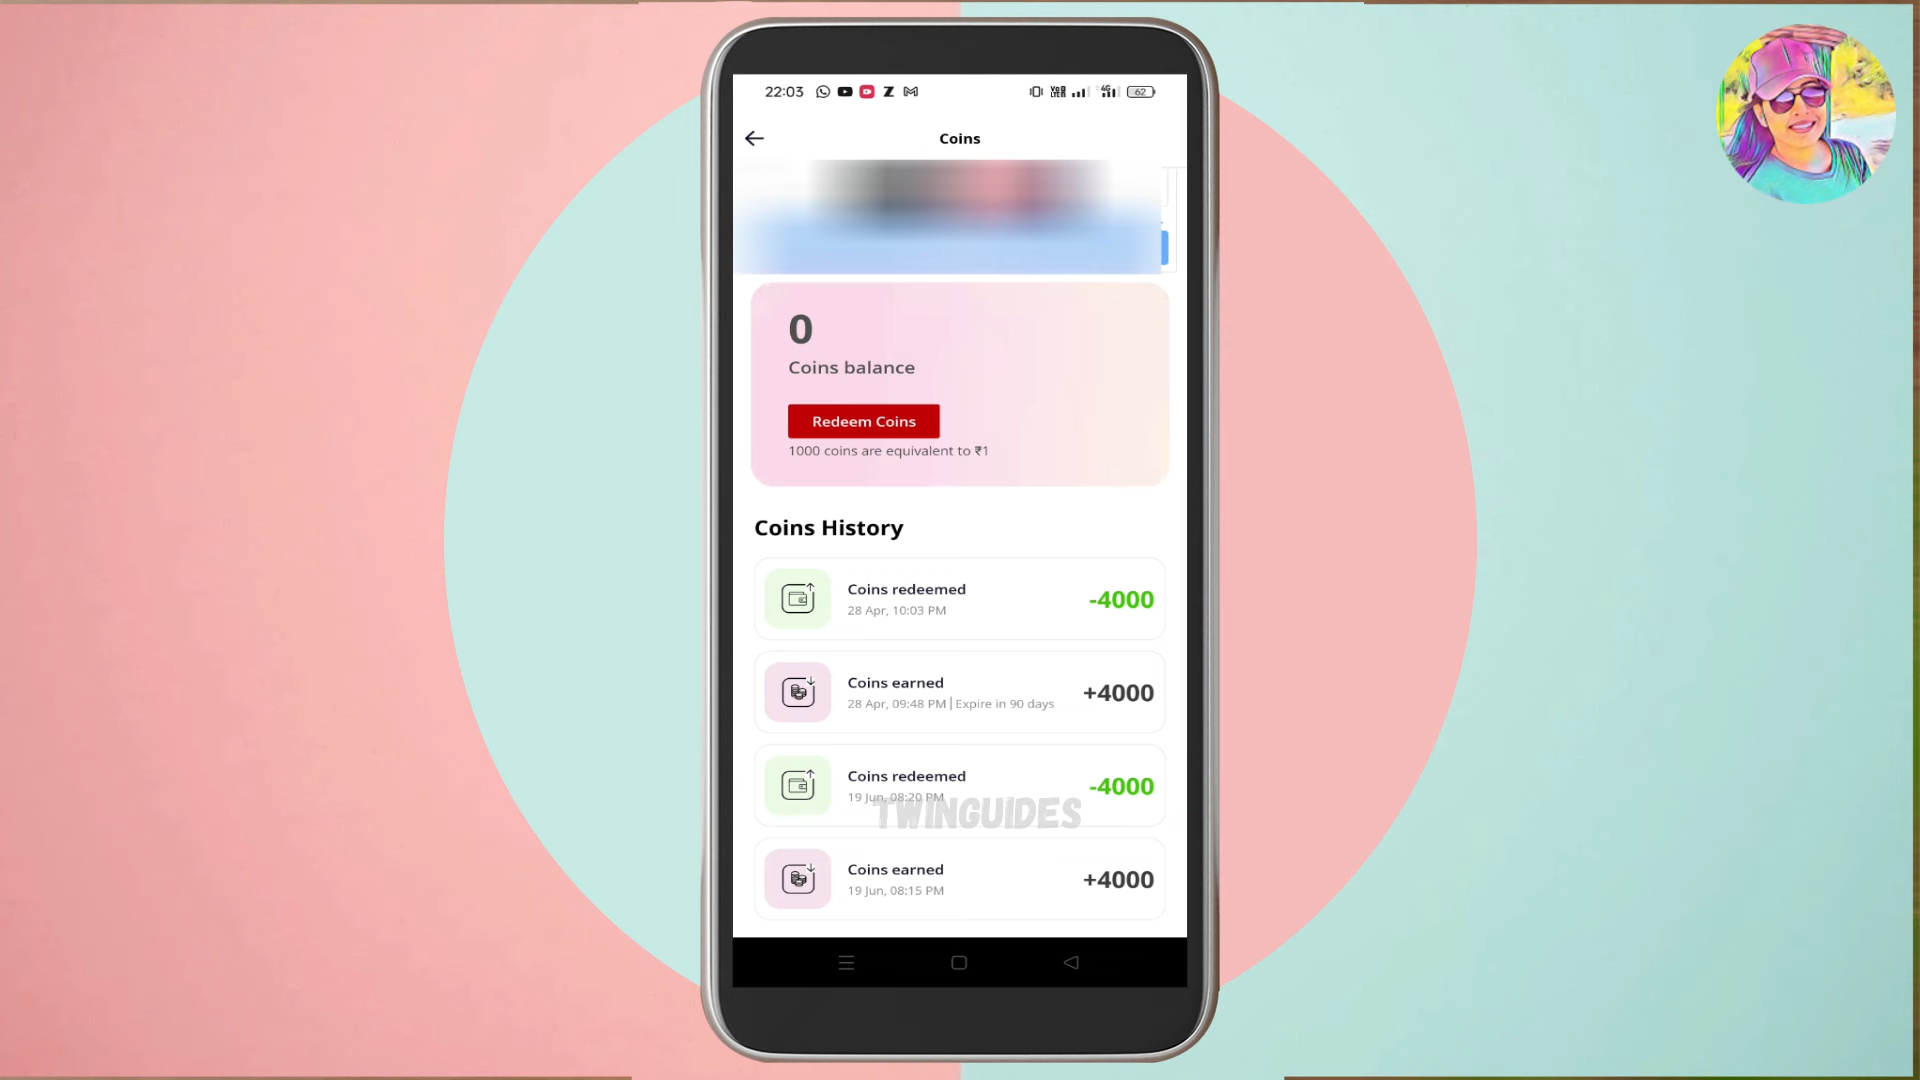 22:03
62
Coins
0
Coins balance
Redeem Coins
1000 coins are equivalent to ₹1
Coins History
Coins redeemed
28 Apr, 10:03 PM
-4000
Coins earned
28 Apr, 09:48 PM | Expire in 90 days
+4000
Coins redeemed
19 Jun, 08:20 PM
-4000
TWINGUIDES
Coins earned
19 Jun, 08:15 PM
+4000